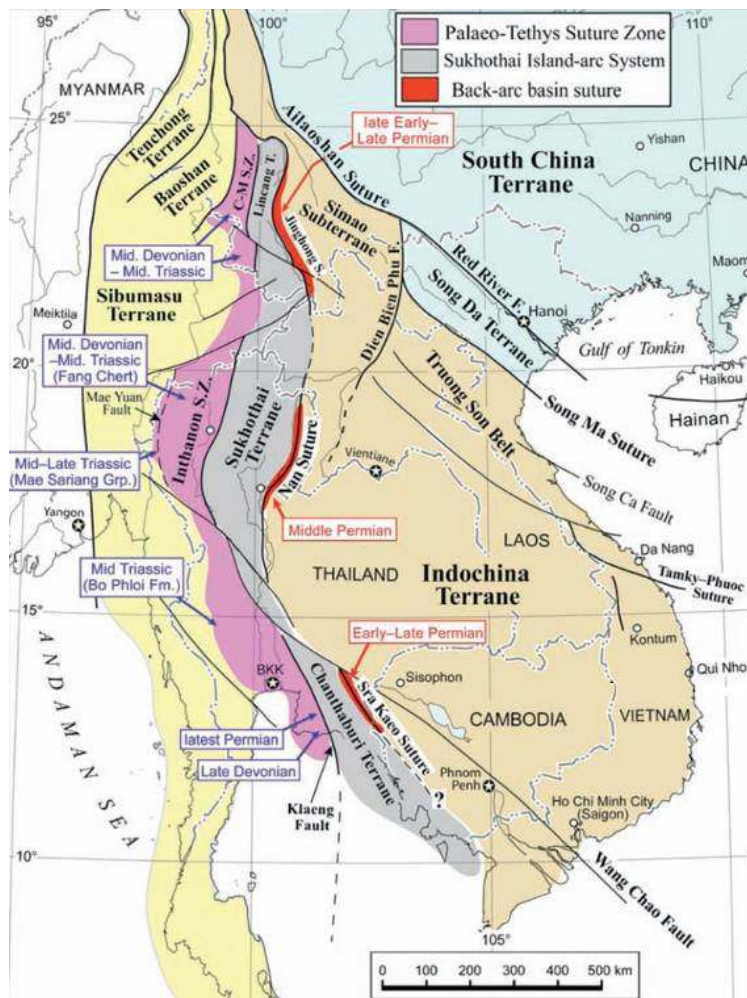 95°
100°
110°
Palaeo-Tethys Suture Zone
Sukhothai Island-arc System
Back-arc basin suture
MYANMAR
25°
Tenchong
Terrane
Baoshan
Terrane
C-M S.Z.
Lincang T.
Jinghong S.
late Early–
Late Permian
Ailaoshan Suture
Simao
Subterrane
South China
Terrane
CHINA
Yishan
Nanning
Maom
Mid. Devonian
– Mid. Triassic
Sibumasu
Terrane
Meiktila
Dien Bien Phu F.
Red River F.
Hanoi
Song Da Terrane
Gulf of Tonkin
Haikou
Hainan
20°
Mid. Devonian
–Mid. Triassic
(Fang Chert)
Mae Yuan
Fault
Inthanon S.Z.
Sukhothai
Terrane
Nan Suture
Truong Son Belt
Song Ma Suture
Vientiane
Song Ca Fault
Mid–Late Triassic
(Mae Sariang Grp.)
Yangon
Middle Permian
LAOS
Da Nang
Tamky–Phuoc
Suture
THAILAND
Indochina
Terrane
Mid Triassic
(Bo Phloi Fm.)
15°
Early–Late Permian
Kontum
Qui Nho
BKK
Sisophon
Chanthaburi Terrane
Sra Kaeo Suture
CAMBODIA
VIETNAM
ANDAMAN SEA
latest Permian
Late Devonian
Klaeng
Fault
?
Phnom
Penh
Ho Chi Minh City
(Saigon)
10°
Wang Chao Fault
105°
0 100 200 300 400 500 km